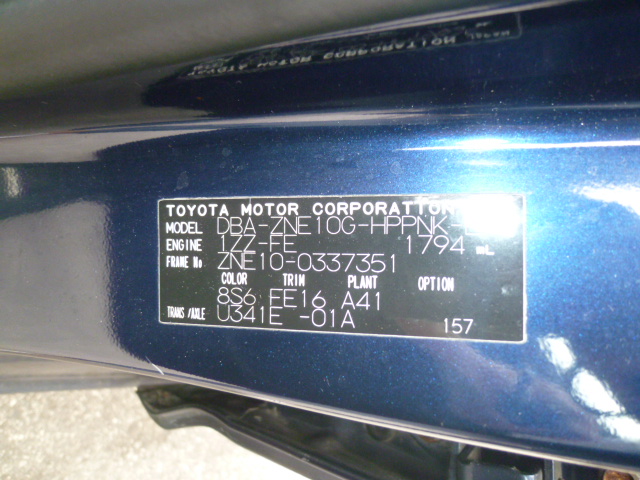 TOYOTA MOTOR CORPORATION
MODEL DBA-ZNE10G-HPPNK-
ENGINE 1ZZ-FE 1794 mL
FRAME No ZNE10-0337351
COLOR TRIM PLANT OPTION
8S6 FE16 A41
TRANS/AXLE U341E -01A
157